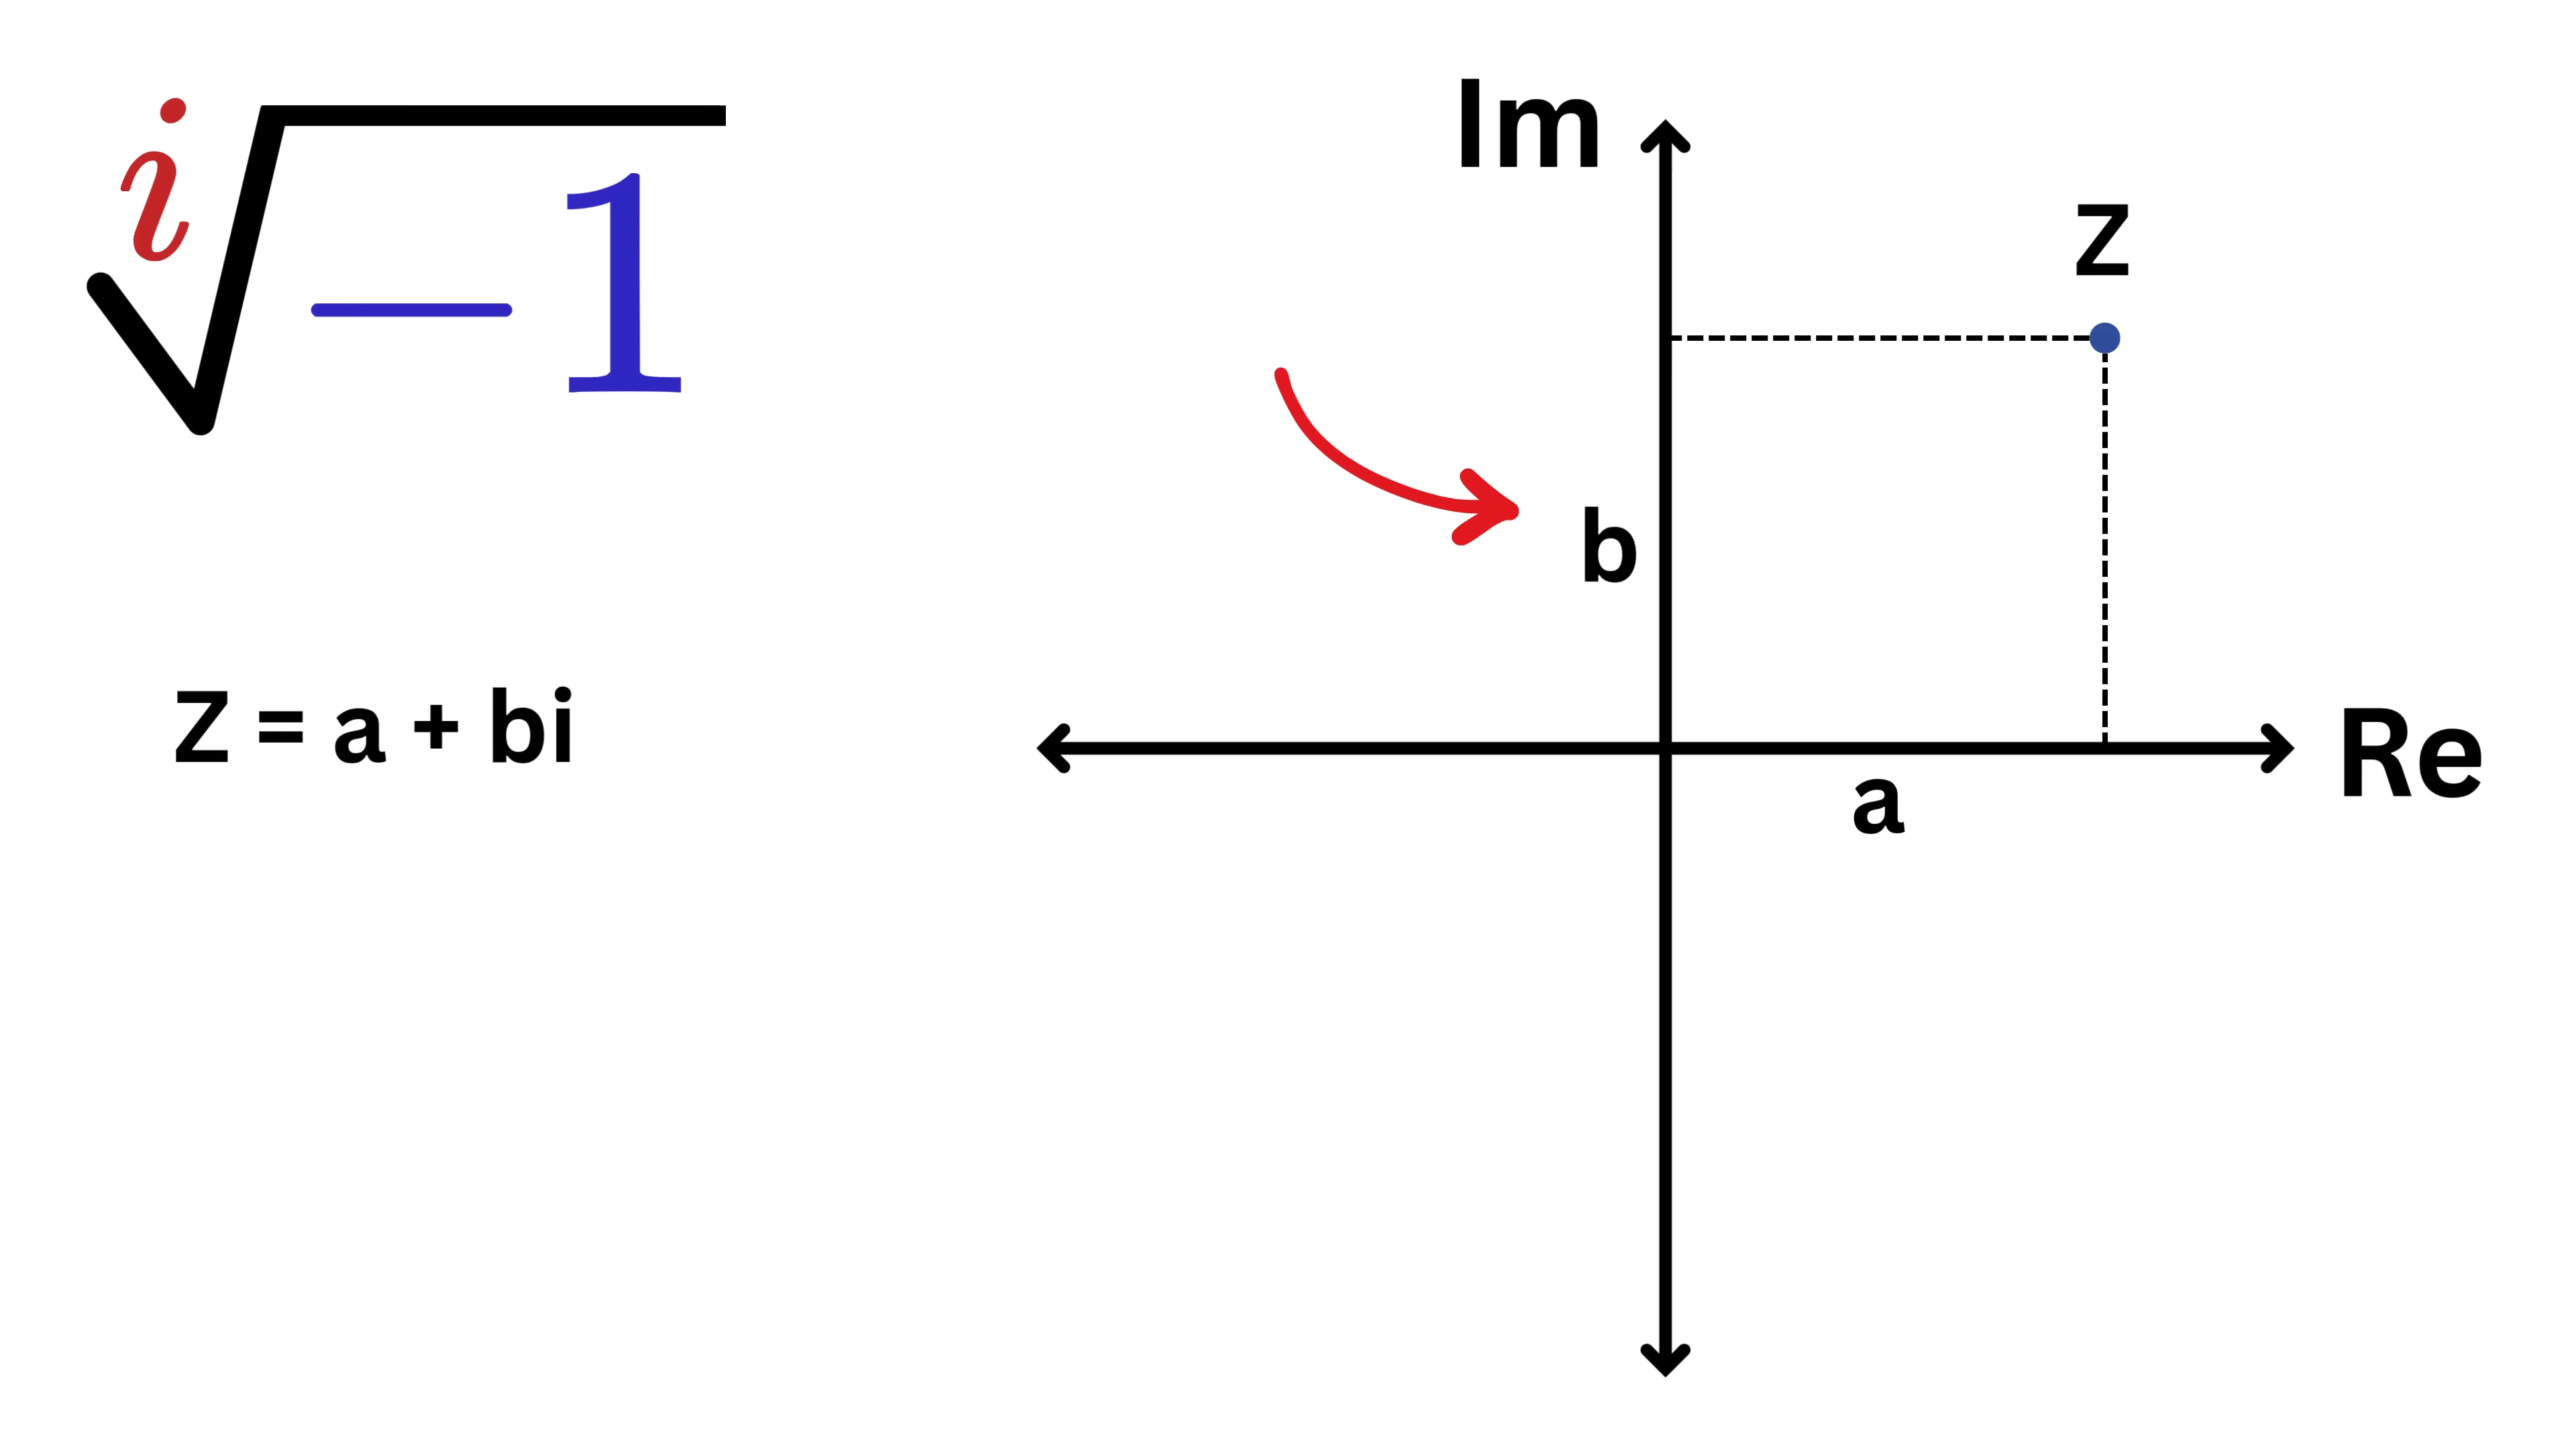 i√-1
Z = a + bi
Im
Z
b
Re
a